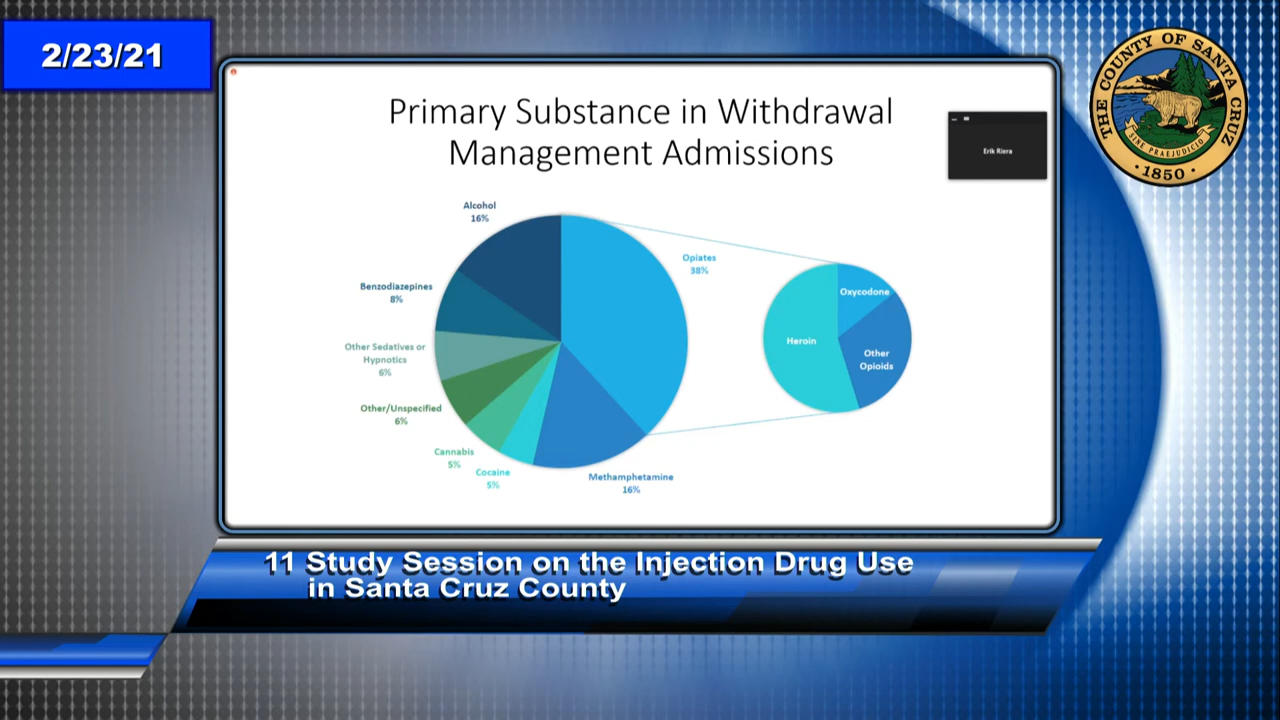 2/23/21
THE COUNTY OF SANTA CRUZ
SINE PRAEJUDICIO
• 1850 •
Primary Substance in Withdrawal
Management Admissions
Erik Riera
Alcohol
16%
Opiates
38%
Benzodiazepines
8%
Oxycodone
Heroin
Other
Opioids
Other Sedatives or
Hypnotics
6%
Other/Unspecified
6%
Cannabis
5%
Cocaine
5%
Methamphetamine
16%
11 Study Session on the Injection Drug Use
in Santa Cruz County